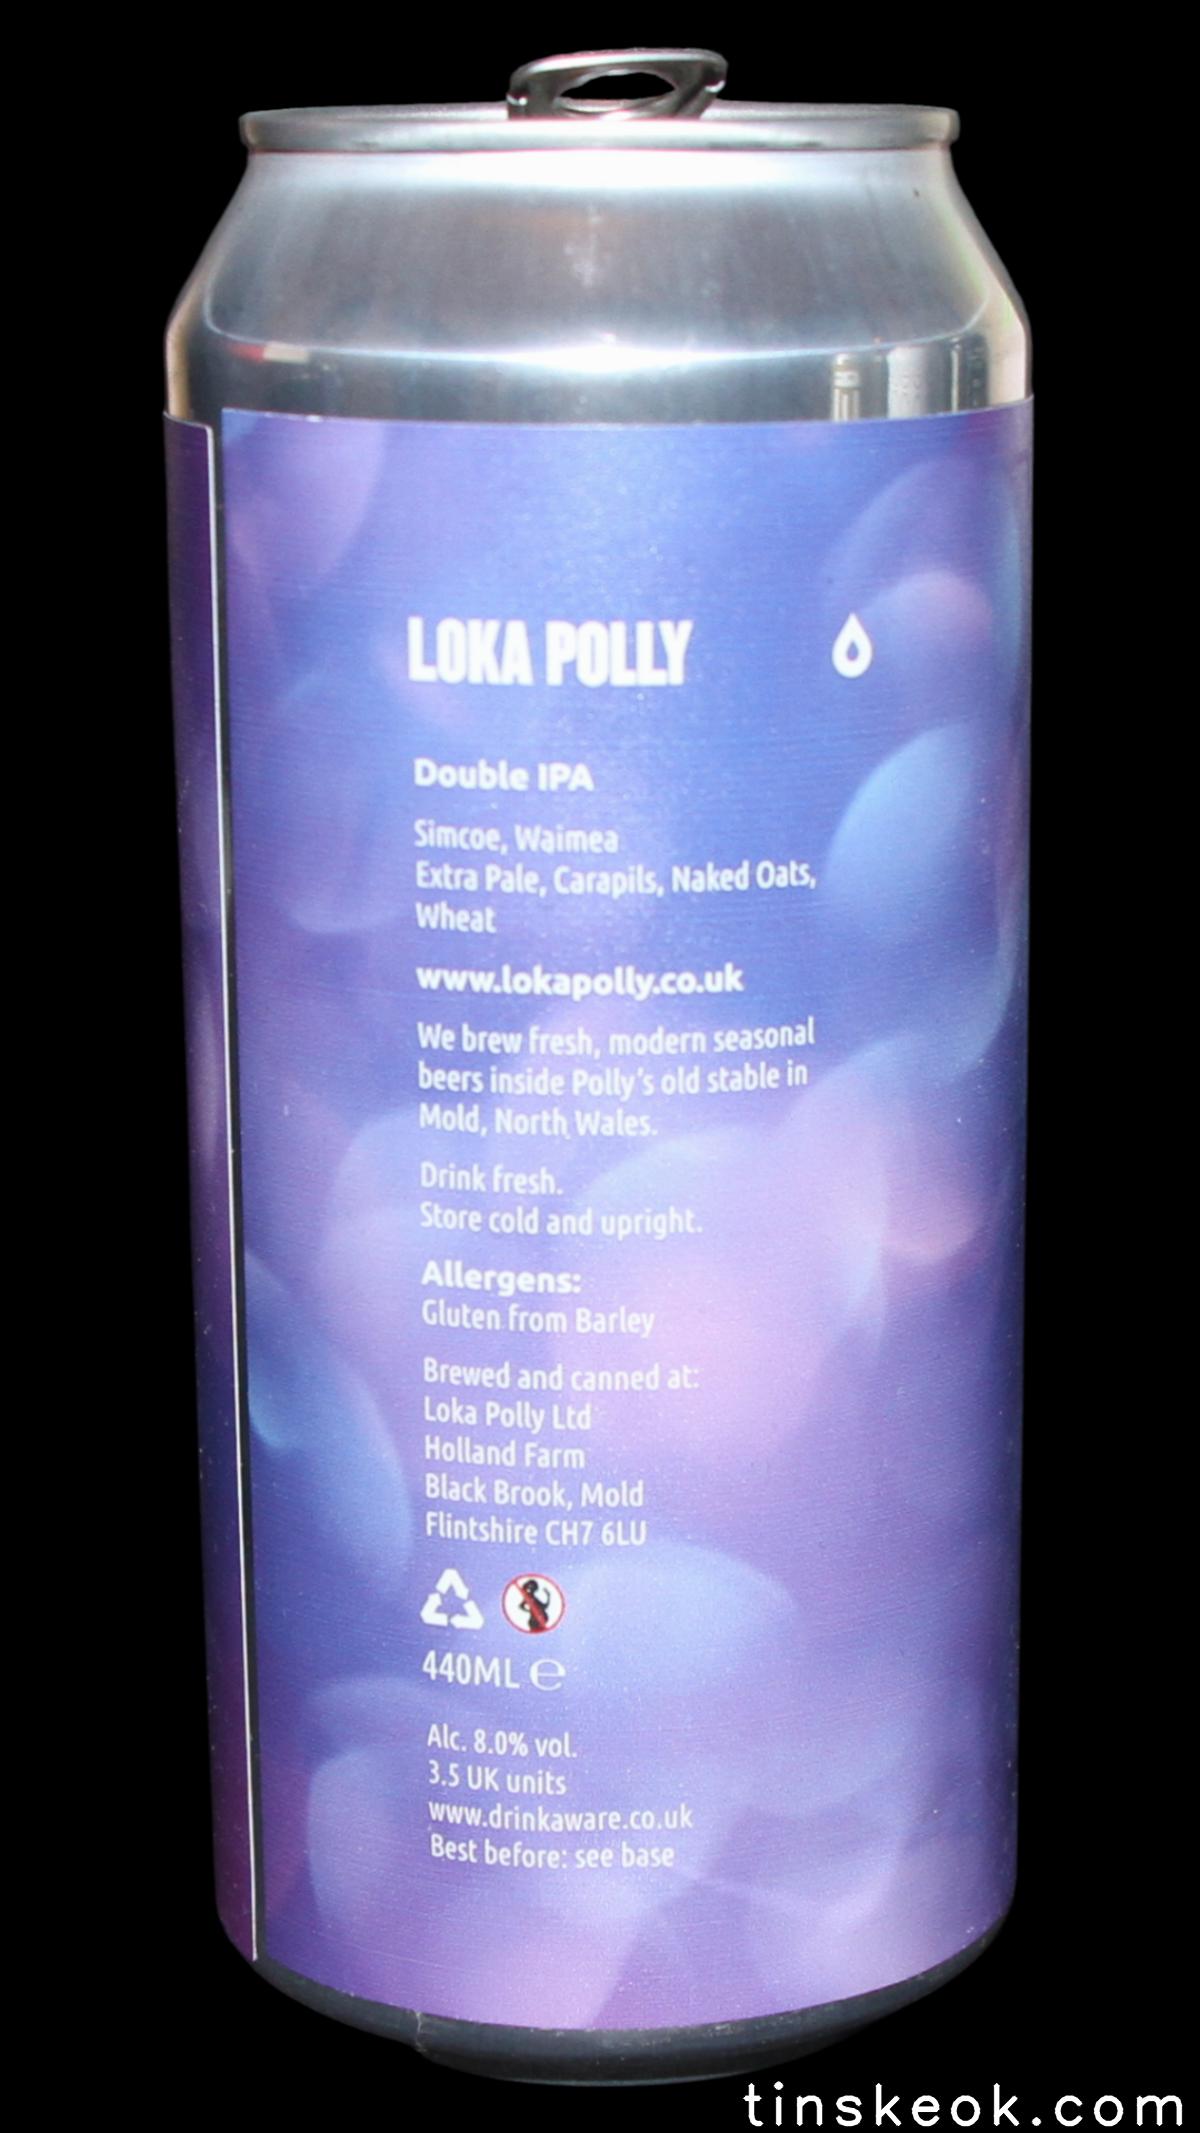 LOKA POLLY
Double IPA
Simcoe, Waimea
Extra Pale, Carapils, Naked Oats,
Wheat
www.lokapolly.co.uk
We brew fresh, modern seasonal
beers inside Polly's old stable in
Mold, North Wales.
Drink fresh.
Store cold and upright.
Allergens:
Gluten from Barley
Brewed and canned at:
Loka Polly Ltd
Holland Farm
Black Brook, Mold
Flintshire CH7 6LU
440ML ℮
Alc. 8.0% vol.
3.5 UK units
www.drinkaware.co.uk
Best before: see base
tinskeok.com